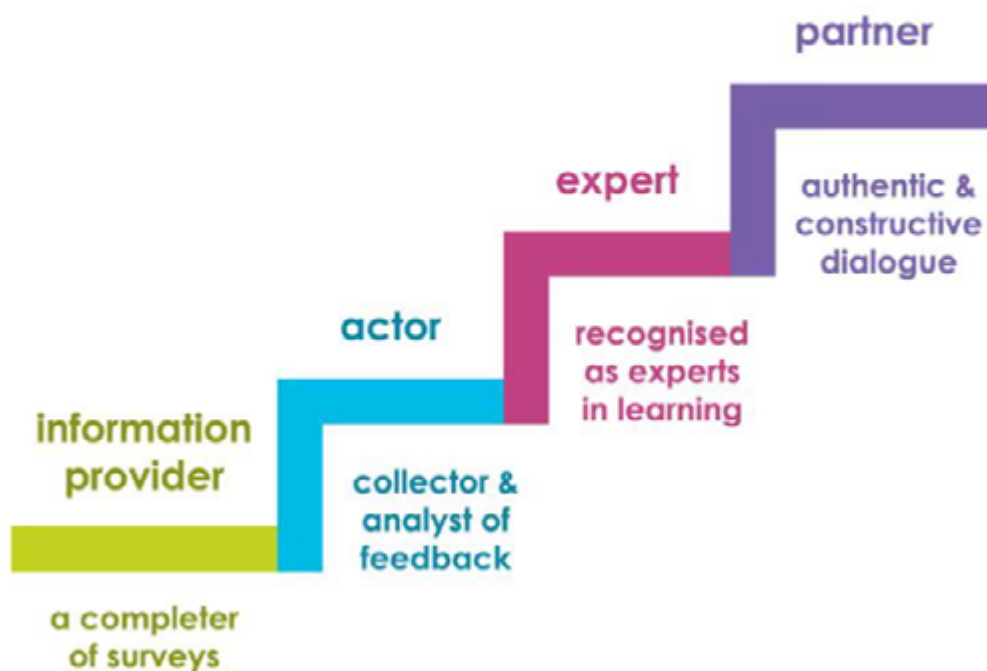 partner
authentic &
constructive
dialogue
expert
recognised
as experts
in learning
actor
collector &
analyst of
feedback
information
provider
a completer
of surveys